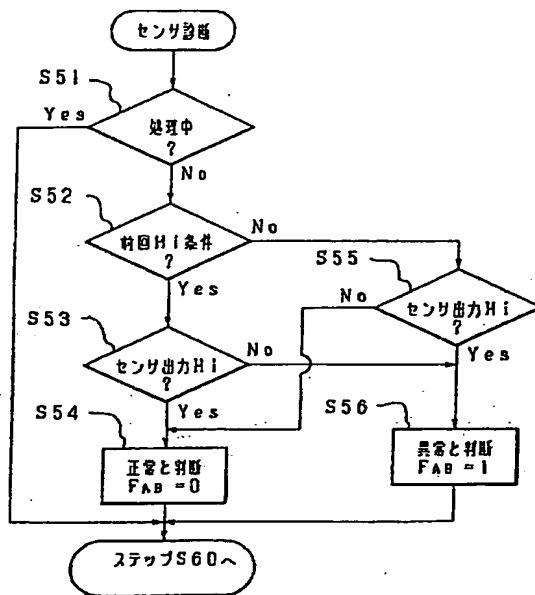 センサ診断
S51
Yes
処理中
?
No
S52
前回Hi条件
?
No
Yes
S55
No
センサ出力Hi
?
Yes
S53
センサ出力Hi
?
No
Yes
S54
正常と判断
FAB=0
S56
異常と判断
FAB=1
ステップS60へ